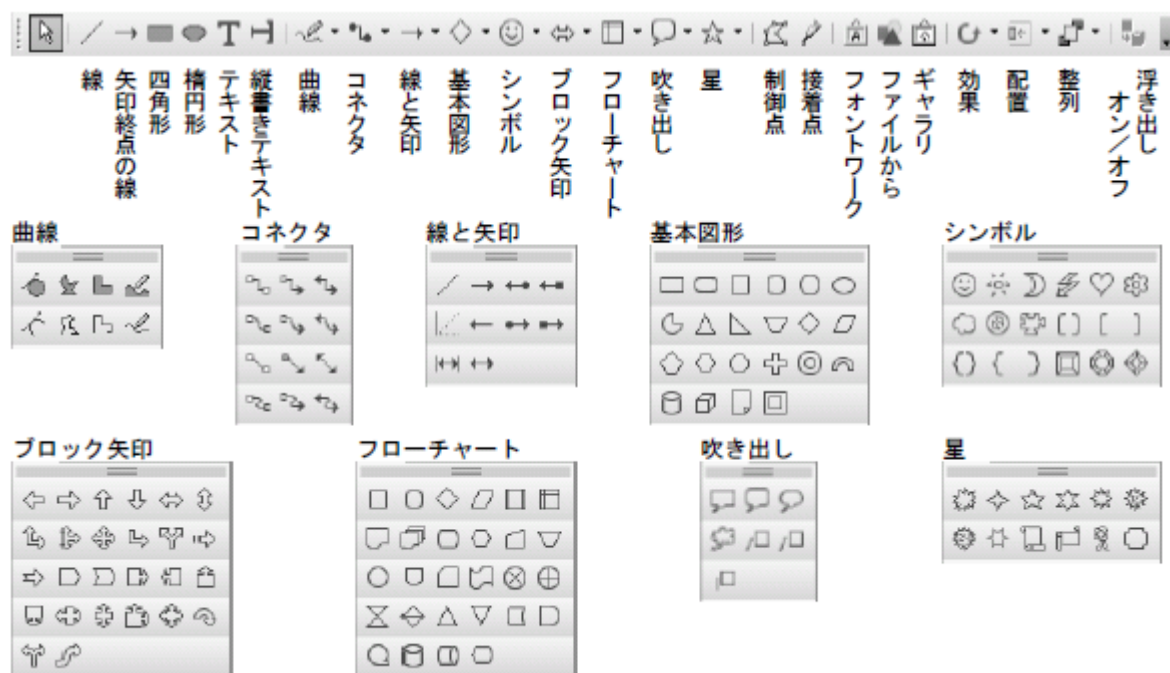 線
矢印終点の線
四角形
楕円形
テキスト
縦書きテキスト
曲線
コネクタ
線と矢印
基本図形
シンボル
ブロック矢印
フローチャート
吹き出し
星
制御点
接着点
フォントワーク
ファイルから
ギャラリ
効果
配置
整列
浮き出し
オン／オフ
曲線
コネクタ
線と矢印
基本図形
シンボル
ブロック矢印
フローチャート
吹き出し
星